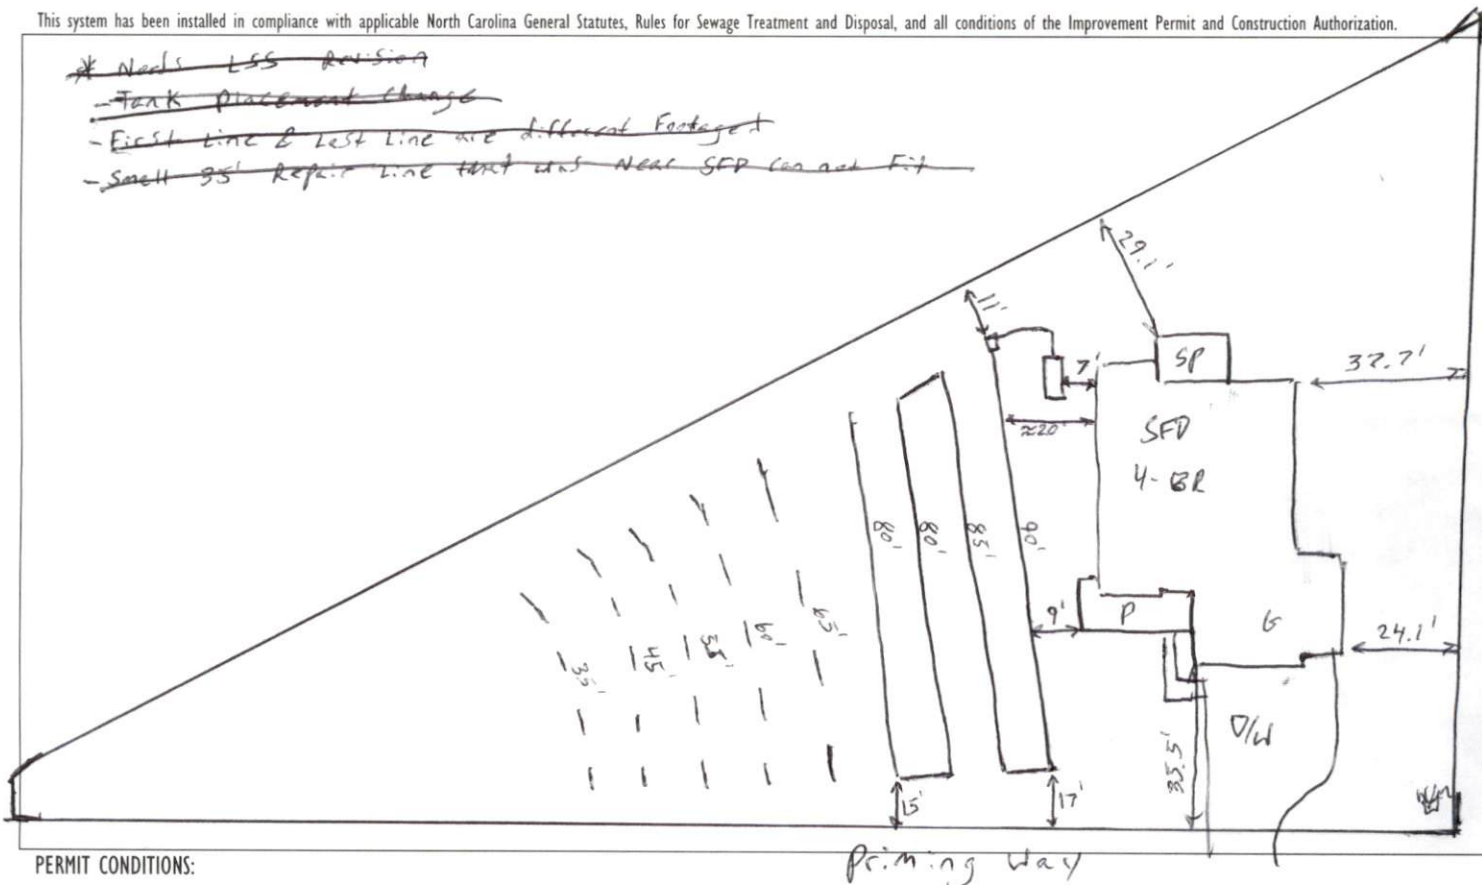 This system has been installed in compliance with applicable North Carolina General Statutes, Rules for Sewage Treatment and Disposal, and all conditions of the Improvement Permit and Construction Authorization.
* Needs LSS Revision
- Tank Placement Change
- First Line & Last Line are different Footages
- Small 35' Repair Line that was Near SFD can not Fit
29.1'
11'
7'
SP
≈20'
SFD
4-BR
80'
80'
85'
90'
9'
P
G
24.1'
35'
45'
55'
60'
65'
D/W
35.5'
15'
17'
Priming Way
PERMIT CONDITIONS: